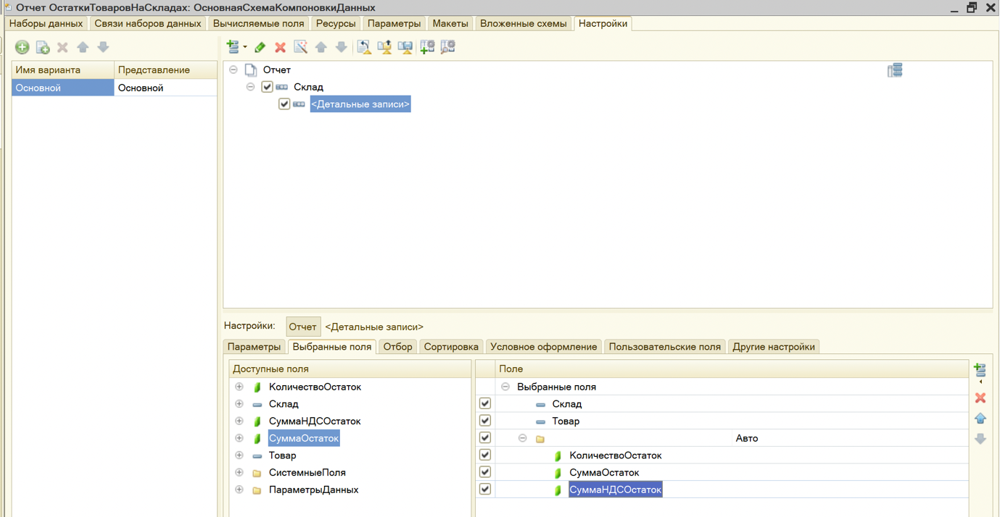 Отчет ОстаткиТоваровНаСкладах: ОсновнаяСхемаКомпоновкиДанных
Наборы данных Связи наборов данных Вычисляемые поля Ресурсы Параметры Макеты Вложенные схемы Настройки
Имя варианта Представление
Основной Основной
Отчет
Склад
<Детальные записи>
Настройки: Отчет <Детальные записи>
Параметры Выбранные поля Отбор Сортировка Условное оформление Пользовательские поля Другие настройки
Доступные поля
КоличествоОстаток
Склад
СуммаНДСОстаток
СуммаОстаток
Товар
СистемныеПоля
ПараметрыДанных
Поле
Выбранные поля
Склад
Товар
Авто
КоличествоОстаток
СуммаОстаток
СуммаНДСОстаток